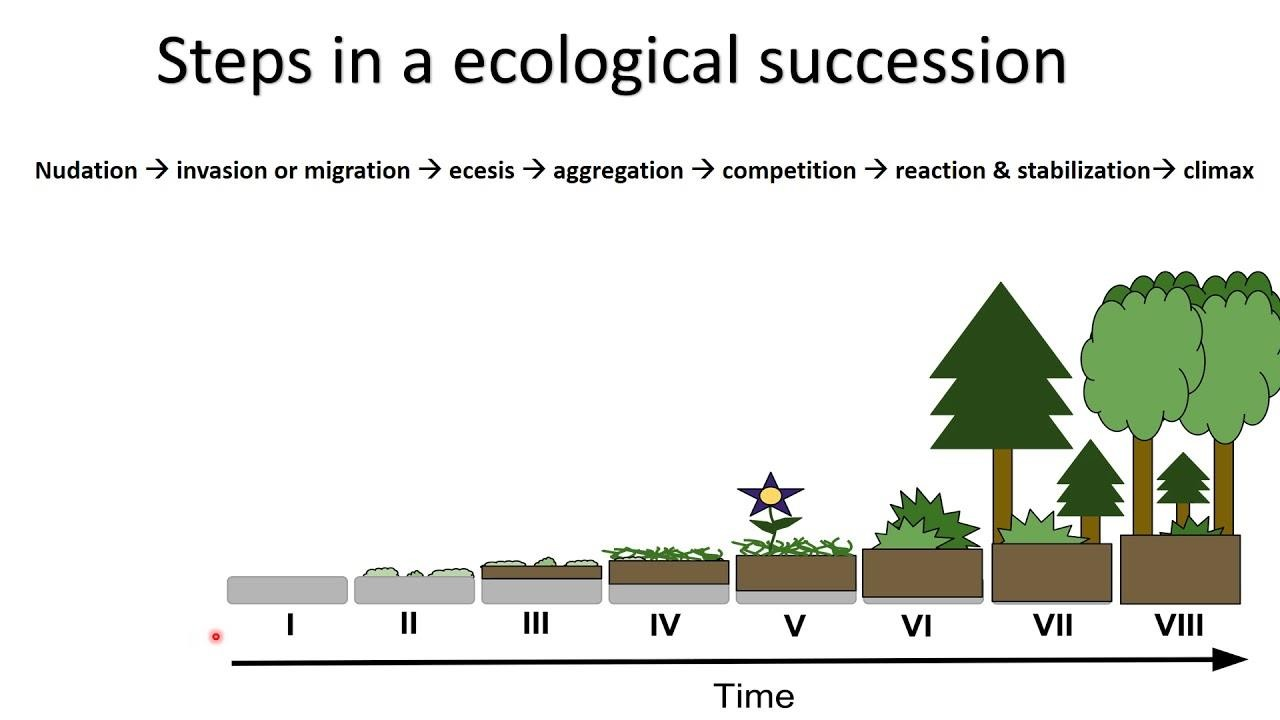 Steps in a ecological succession
Nudation → invasion or migration → ecesis → aggregation → competition → reaction & stabilization→ climax
I II III IV V VI VII VIII
Time